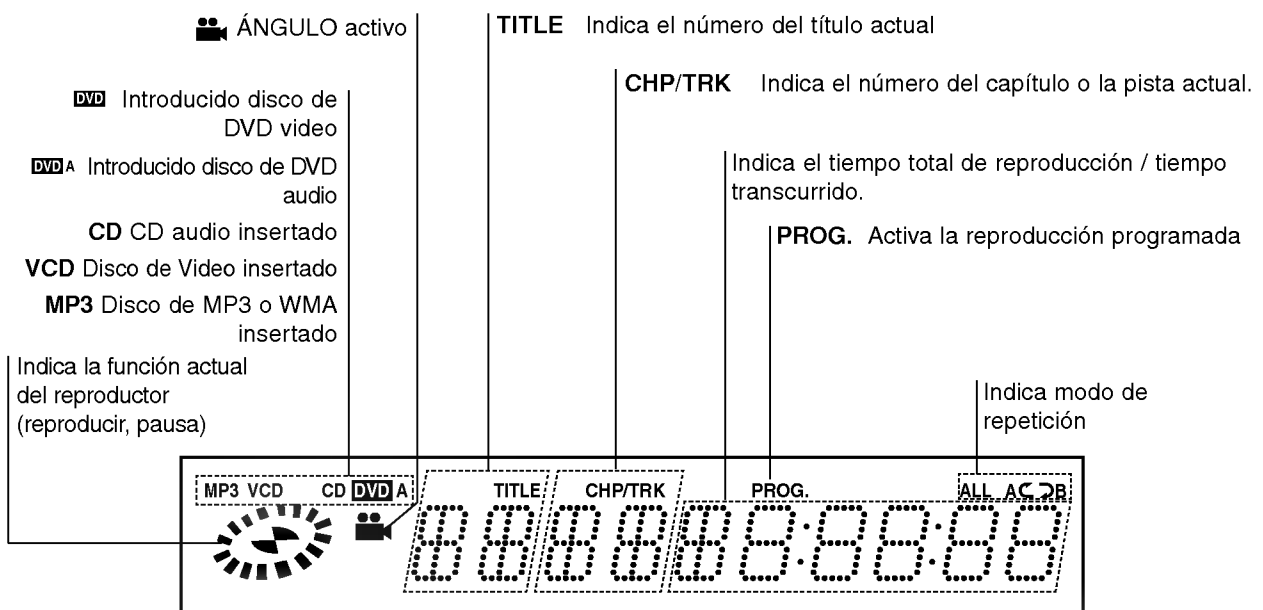 ÁNGULO activo
TITLE Indica el número del título actual
CHP/TRK Indica el número del capítulo o la pista actual.
DVD Introducido disco de
DVD video
DVD A Introducido disco de DVD
audio
CD CD audio insertado
VCD Disco de Video insertado
MP3 Disco de MP3 o WMA
insertado
Indica el tiempo total de reproducción / tiempo
transcurrido.
PROG. Activa la reproducción programada
Indica la función actual
del reproductor
(reproducir, pausa)
Indica modo de
repetición
MP3 VCD CD DVD A TITLE CHP/TRK PROG. ALL A B